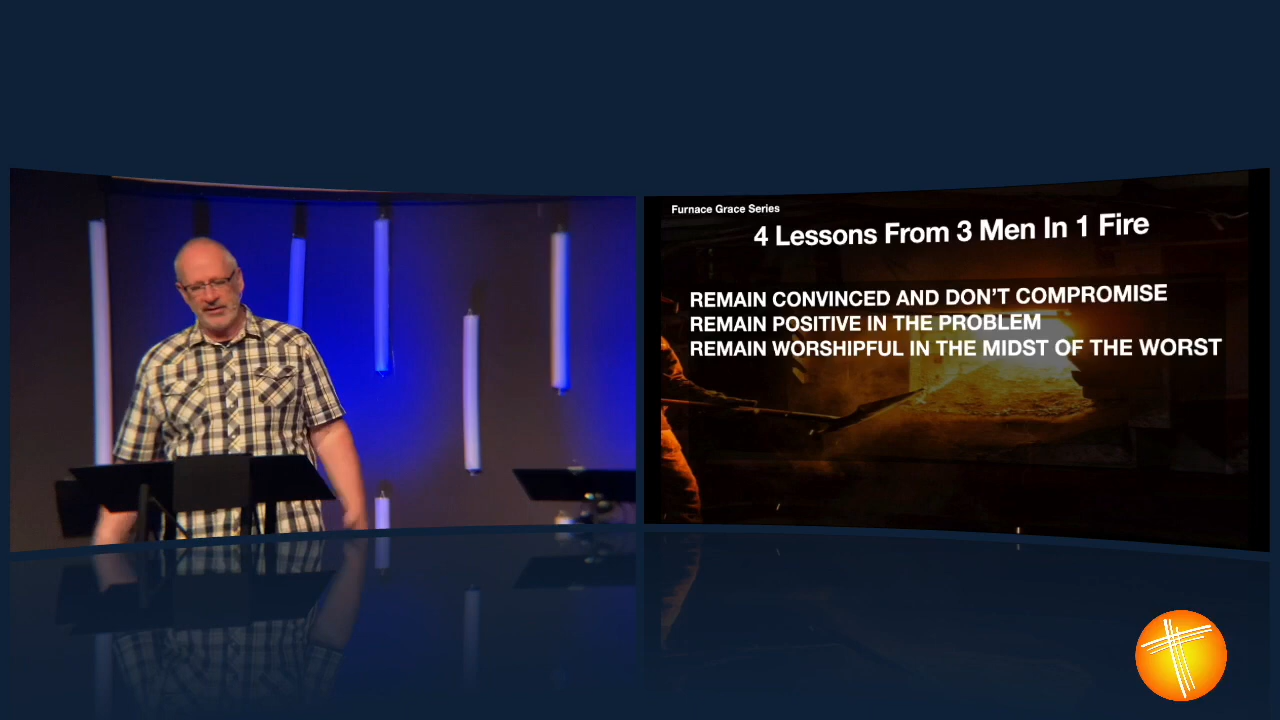 Furnace Grace Series
4 Lessons From 3 Men In 1 Fire
REMAIN CONVINCED AND DON'T COMPROMISE
REMAIN POSITIVE IN THE PROBLEM
REMAIN WORSHIPFUL IN THE MIDST OF THE WORST